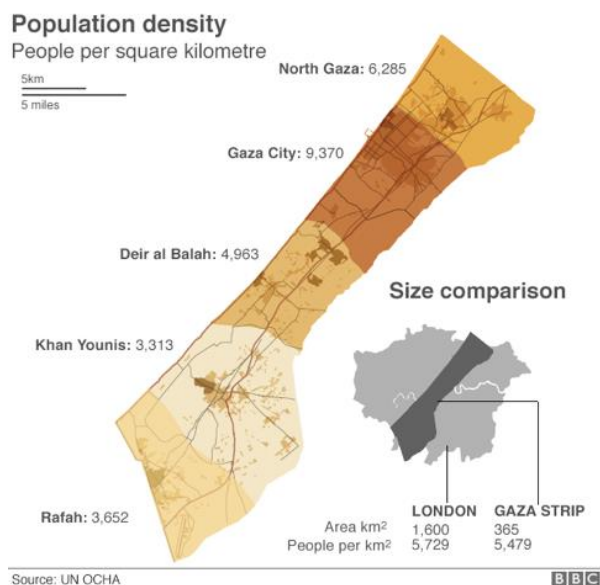 Population density
People per square kilometre
5km
5 miles
North Gaza: 6,285
Gaza City: 9,370
Deir al Balah: 4,963
Khan Younis: 3,313
Rafah: 3,652
Size comparison
LONDON GAZA STRIP
Area km² 1,600 365
People per km² 5,729 5,479
Source: UN OCHA
BBC